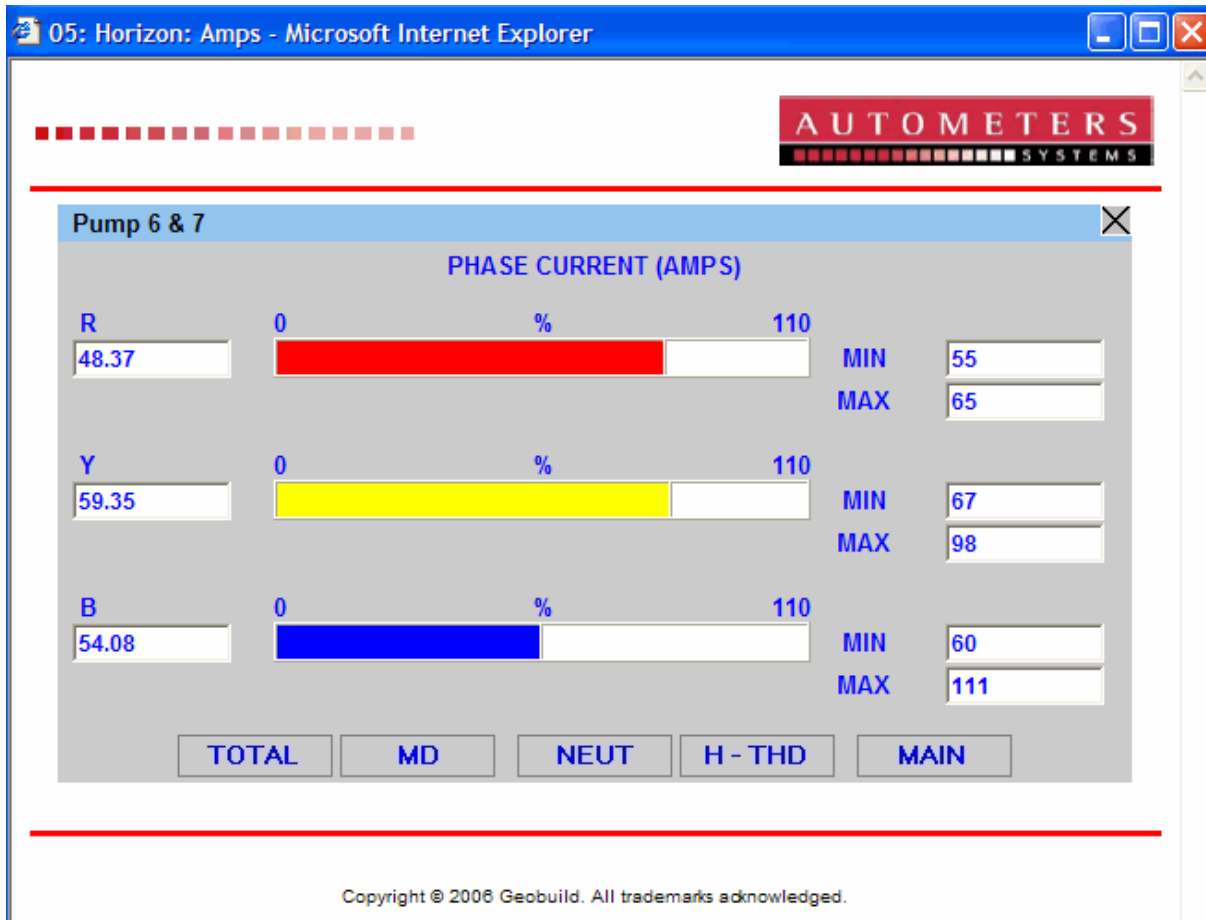 05: Horizon: Amps - Microsoft Internet Explorer
AUTOMETERS
SYSTEMS
Pump 6 & 7
PHASE CURRENT (AMPS)
R 0 % 110
48.37 MIN 55
MAX 65
Y 0 % 110
59.35 MIN 67
MAX 98
B 0 % 110
54.08 MIN 60
MAX 111
TOTAL MD NEUT H - THD MAIN
Copyright © 2006 Geobuild. All trademarks acknowledged.